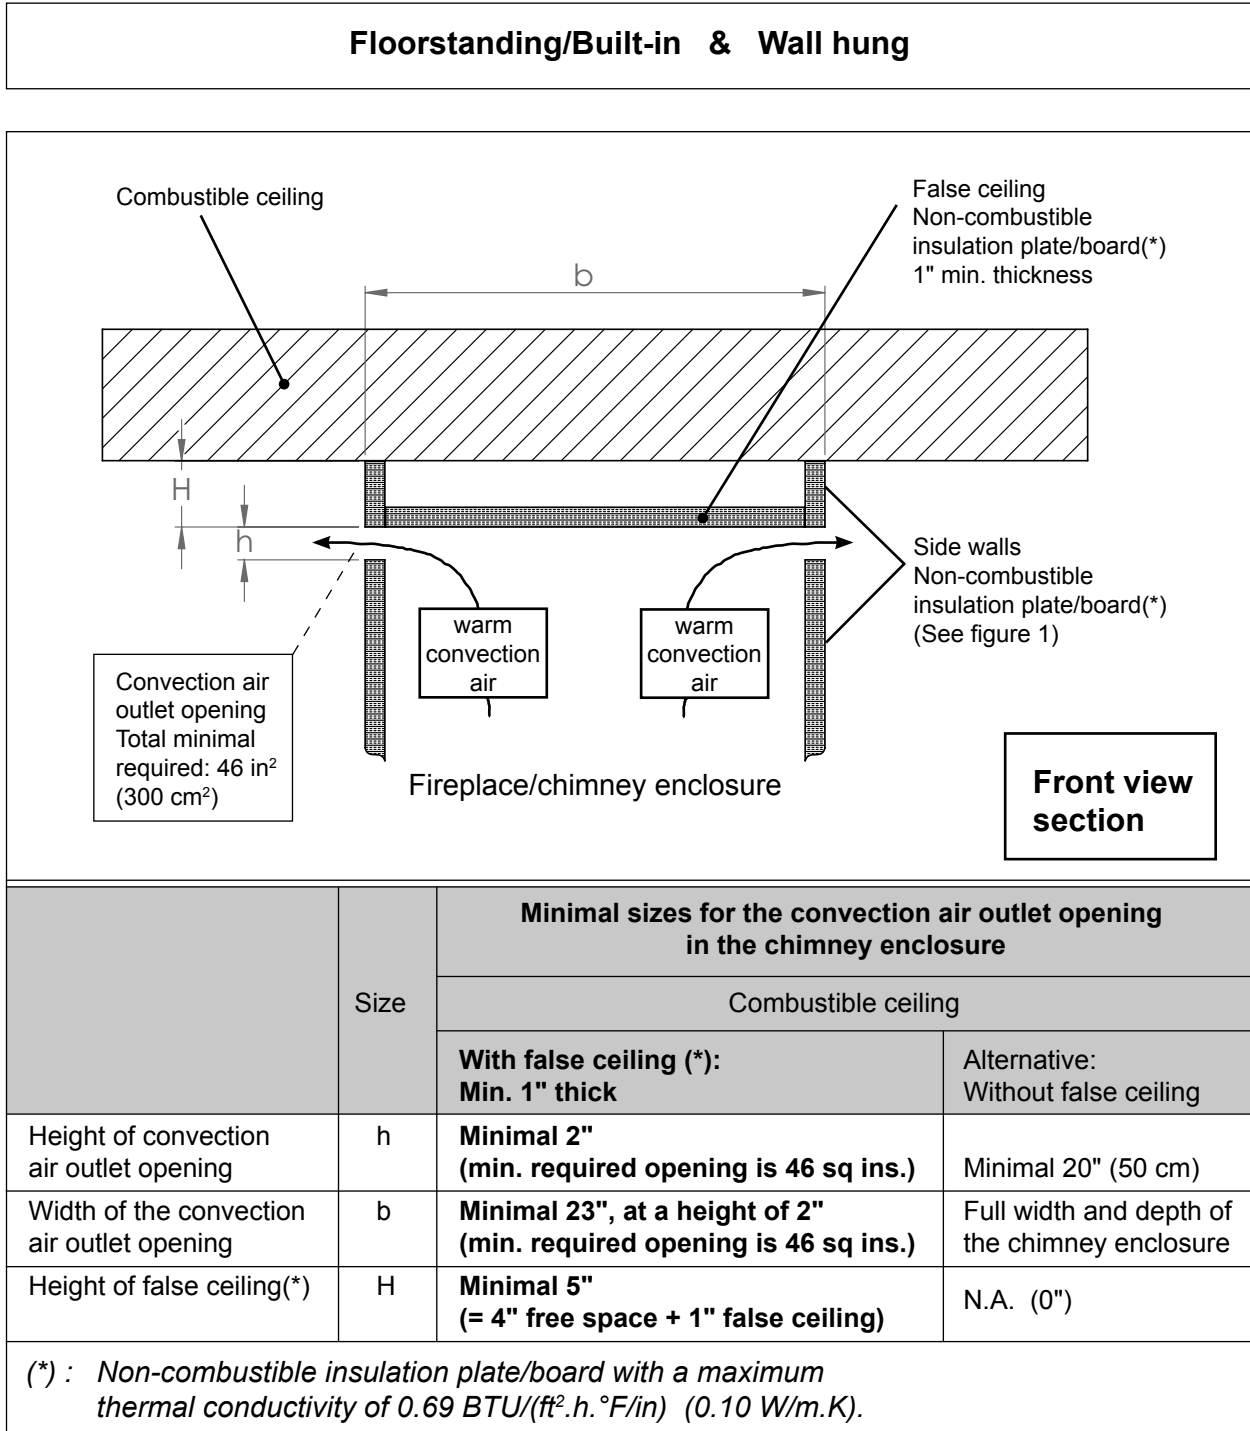 Floorstanding/Built-in & Wall hung
Combustible ceiling
False ceiling
Non-combustible
insulation plate/board(*)
1" min. thickness
b
H
h
Side walls
Non-combustible
insulation plate/board(*)
(See figure 1)
warm
convection
air
warm
convection
air
Convection air
outlet opening
Total minimal
required: 46 in²
(300 cm²)
Fireplace/chimney enclosure
Front view
section
Minimal sizes for the convection air outlet opening
in the chimney enclosure
Size
Combustible ceiling
With false ceiling (*):
Min. 1" thick
Alternative:
Without false ceiling
Height of convection
air outlet opening
h
Minimal 2"
(min. required opening is 46 sq ins.)
Minimal 20" (50 cm)
Width of the convection
air outlet opening
b
Minimal 23", at a height of 2"
(min. required opening is 46 sq ins.)
Full width and depth of
the chimney enclosure
Height of false ceiling(*)
H
Minimal 5"
(= 4" free space + 1" false ceiling)
N.A. (0")
(*) : Non-combustible insulation plate/board with a maximum
thermal conductivity of 0.69 BTU/(ft².h.°F/in) (0.10 W/m.K).